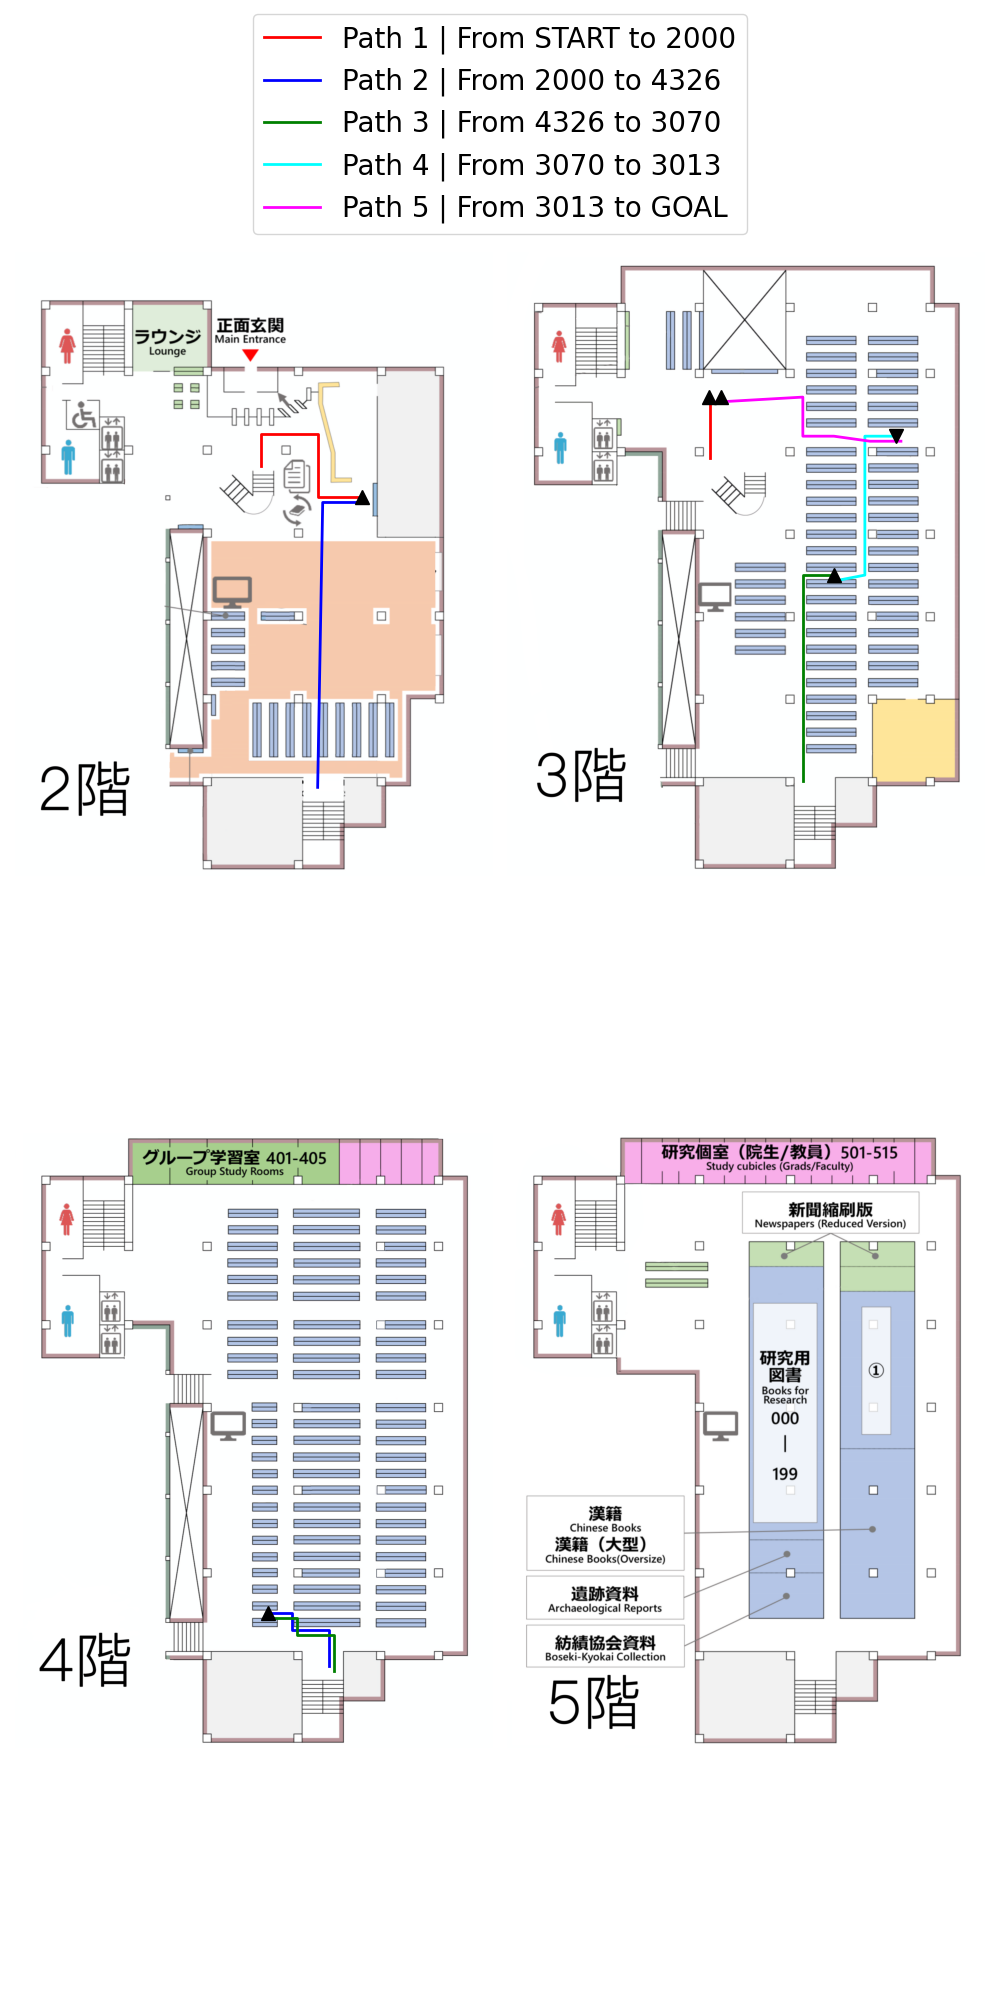 Path 1 | From START to 2000
Path 2 | From 2000 to 4326
Path 3 | From 4326 to 3070
Path 4 | From 3070 to 3013
Path 5 | From 3013 to GOAL
ラウンジ
Lounge
正面玄関
Main Entrance
2階
3階
グループ学習室 401-405
Group Study Rooms
4階
研究個室（院生/教員）501-515
Study cubicles (Grads/Faculty)
新聞縮刷版
Newspapers (Reduced Version)
研究用
図書
Books for
Research
000
|
199
①
漢籍
Chinese Books
漢籍（大型）
Chinese Books(Oversize)
遺跡資料
Archaeological Reports
紡績協会資料
Boseki-Kyokai Collection
5階